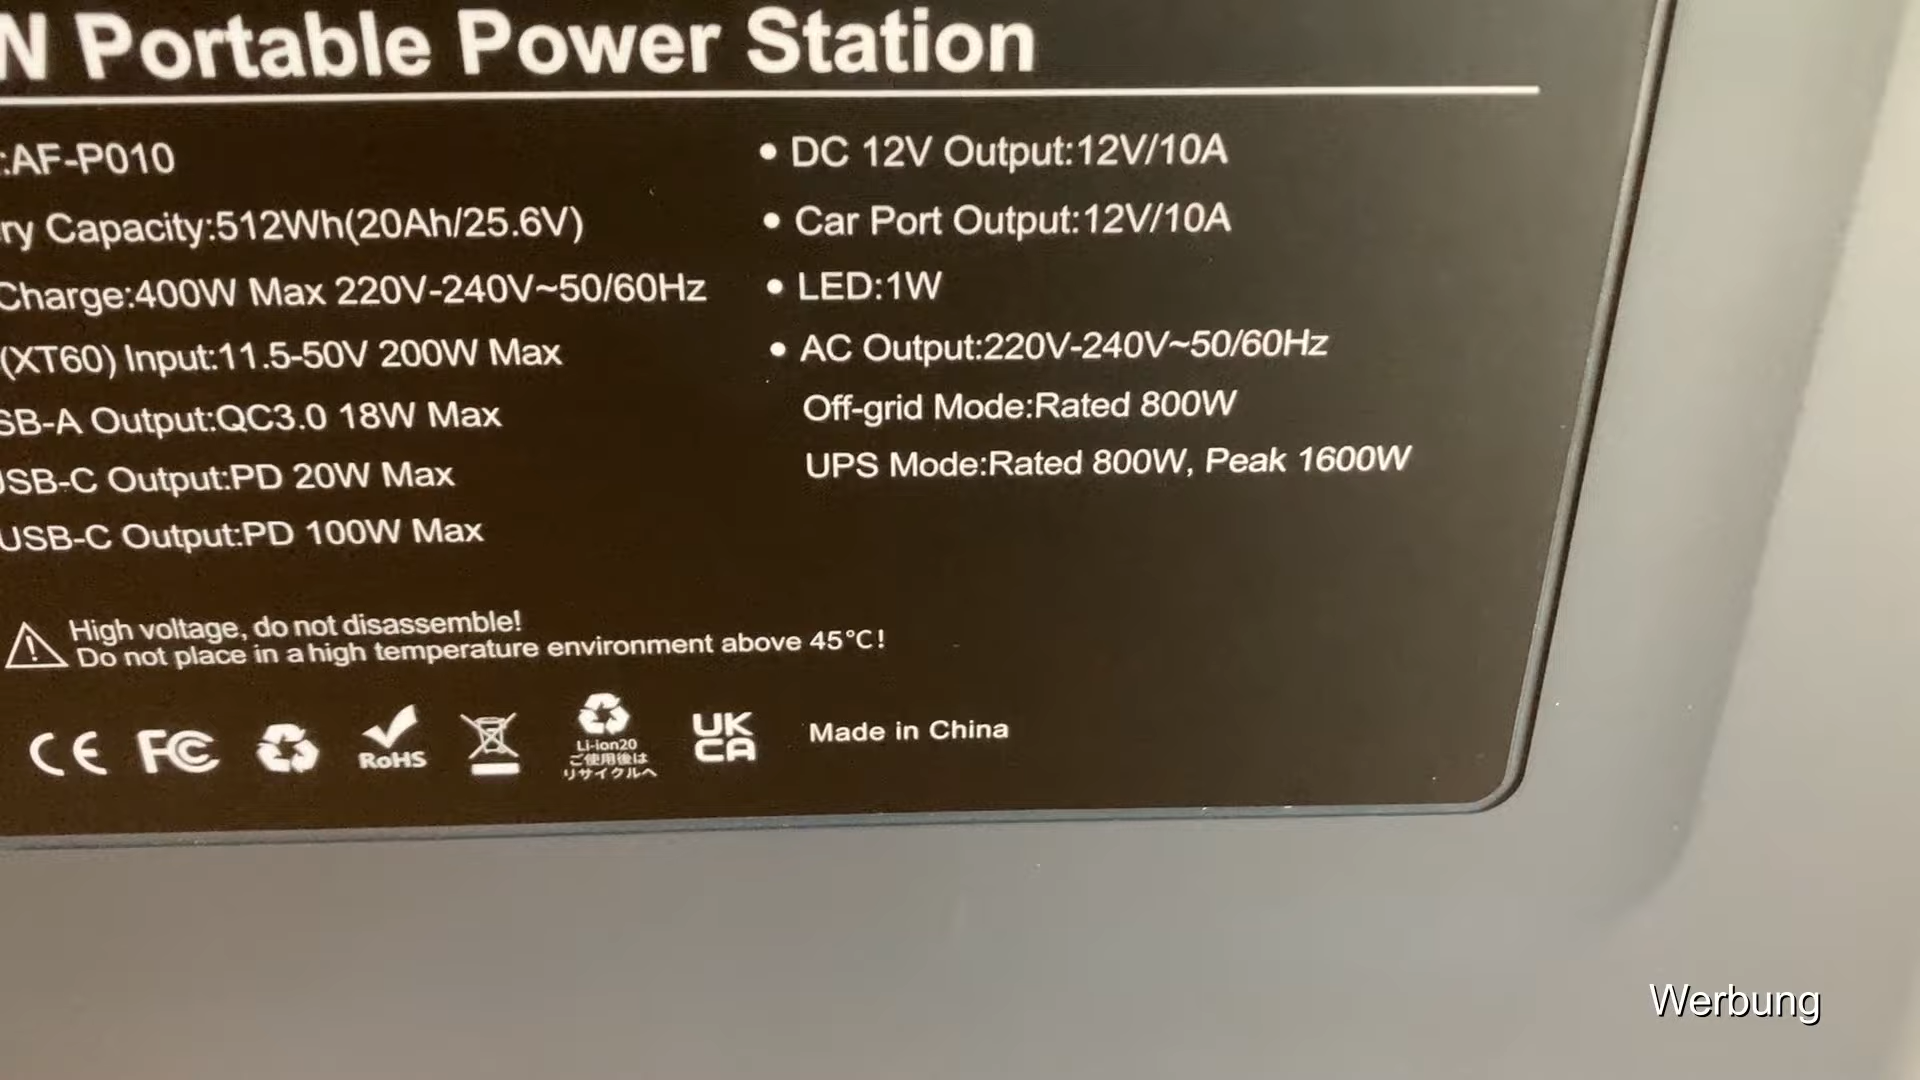 Portable Power Station
:AF-P010
Capacity:512Wh(20Ah/25.6V)
Charge:400W Max 220V-240V~50/60Hz
(XT60) Input:11.5-50V 200W Max
SB-A Output:QC3.0 18W Max
USB-C Output:PD 20W Max
USB-C Output:PD 100W Max
• DC 12V Output:12V/10A
• Car Port Output:12V/10A
• LED:1W
• AC Output:220V-240V~50/60Hz
Off-grid Mode:Rated 800W
UPS Mode:Rated 800W, Peak 1600W
High voltage, do not disassemble!
Do not place in a high temperature environment above 45℃!
CE
FC
RoHS
Li-ion20
ご使用後は
リサイクルへ
UK
CA
Made in China
Werbung